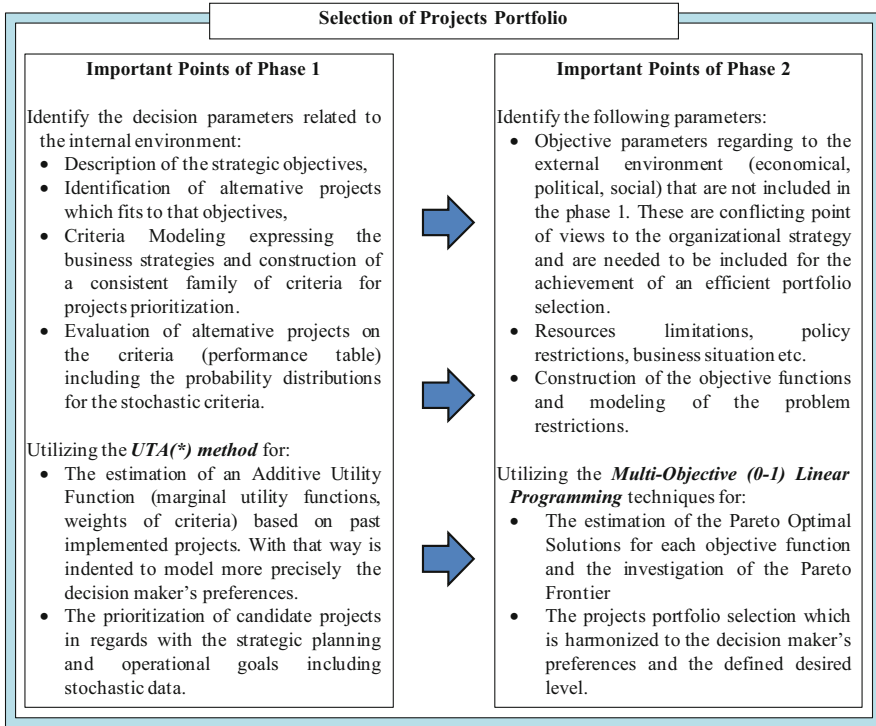 Selection of Projects Portfolio
Important Points of Phase 1
Identify the decision parameters related to
the internal environment:
• Description of the strategic objectives,
• Identification of alternative projects
which fits to that objectives,
• Criteria Modeling expressing the
business strategies and construction of
a consistent family of criteria for
projects prioritization.
• Evaluation of alternative projects on
the criteria (performance table)
including the probability distributions
for the stochastic criteria.
Utilizing the UTA(*) method for:
• The estimation of an Additive Utility
Function (marginal utility functions,
weights of criteria) based on past
implemented projects. With that way is
indented to model more precisely the
decision maker's preferences.
• The prioritization of candidate projects
in regards with the strategic planning
and operational goals including
stochastic data.
Important Points of Phase 2
Identify the following parameters:
• Objective parameters regarding to the
external environment (economical,
political, social) that are not included in
the phase 1. These are conflicting point
of views to the organizational strategy
and are needed to be included for the
achievement of an efficient portfolio
selection.
• Resources limitations, policy
restrictions, business situation etc.
• Construction of the objective functions
and modeling of the problem
restrictions.
Utilizing the Multi-Objective (0-1) Linear
Programming techniques for:
• The estimation of the Pareto Optimal
Solutions for each objective function
and the investigation of the Pareto
Frontier
• The projects portfolio selection which
is harmonized to the decision maker's
preferences and the defined desired
level.